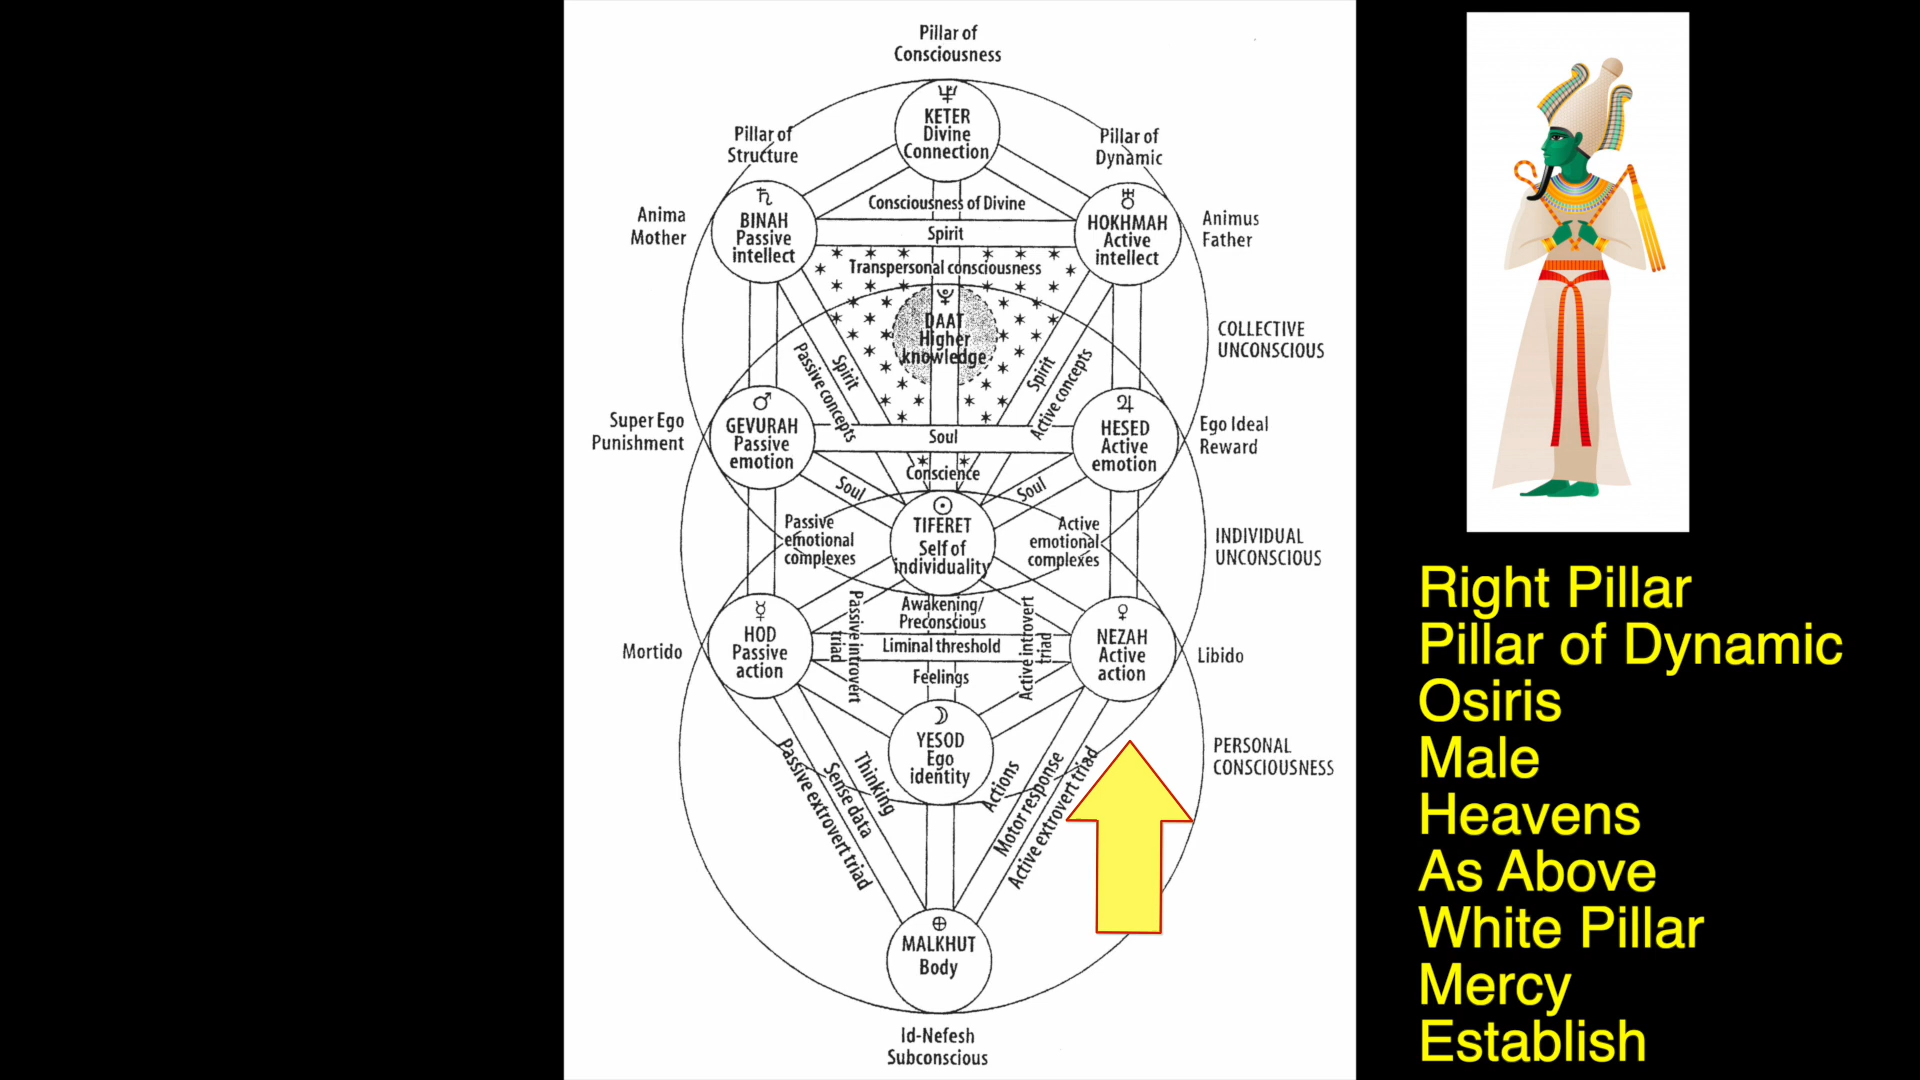 Pillar of
Consciousness
KETER
Divine
Connection
Pillar of
Structure
Pillar of
Dynamic
Anima
Mother
BINAH
Passive
intellect
Consciousness of Divine
Spirit
HOKHMAH
Active
intellect
Animus
Father
Transpersonal consciousness
DAAT
Higher
knowledge
COLLECTIVE
UNCONSCIOUS
Spirit
Passive concepts
Spirit
Active concepts
Super Ego
Punishment
GEVURAH
Passive
emotion
Soul
HESED
Active
emotion
Ego Ideal
Reward
Conscience
Soul
Soul
Passive
emotional
complexes
TIFERET
Self of
individuality
Active
emotional
complexes
INDIVIDUAL
UNCONSCIOUS
Awakening/
Preconscious
Liminal threshold
Feelings
Passive introvert
triad
Active introvert
triad
Mortido
HOD
Passive
action
NEZAH
Active
action
Libido
YESOD
Ego
identity
PERSONAL
CONSCIOUSNESS
Thinking
Sense data
Passive extrovert triad
Actions
Motor response
Active extrovert triad
MALKHUT
Body
Id-Nefesh
Subconscious
Right Pillar
Pillar of Dynamic
Osiris
Male
Heavens
As Above
White Pillar
Mercy
Establish